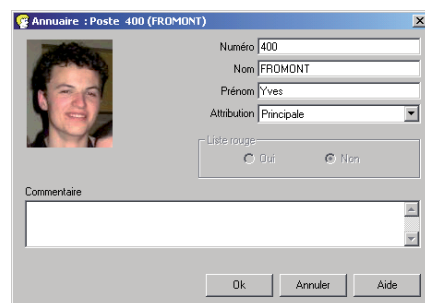 Annuaire : Poste 400 (FROMONT)
Numéro 400
Nom FROMONT
Prénom Yves
Attribution Principale
Liste rouge
Oui Non
Commentaire
Ok Annuler Aide